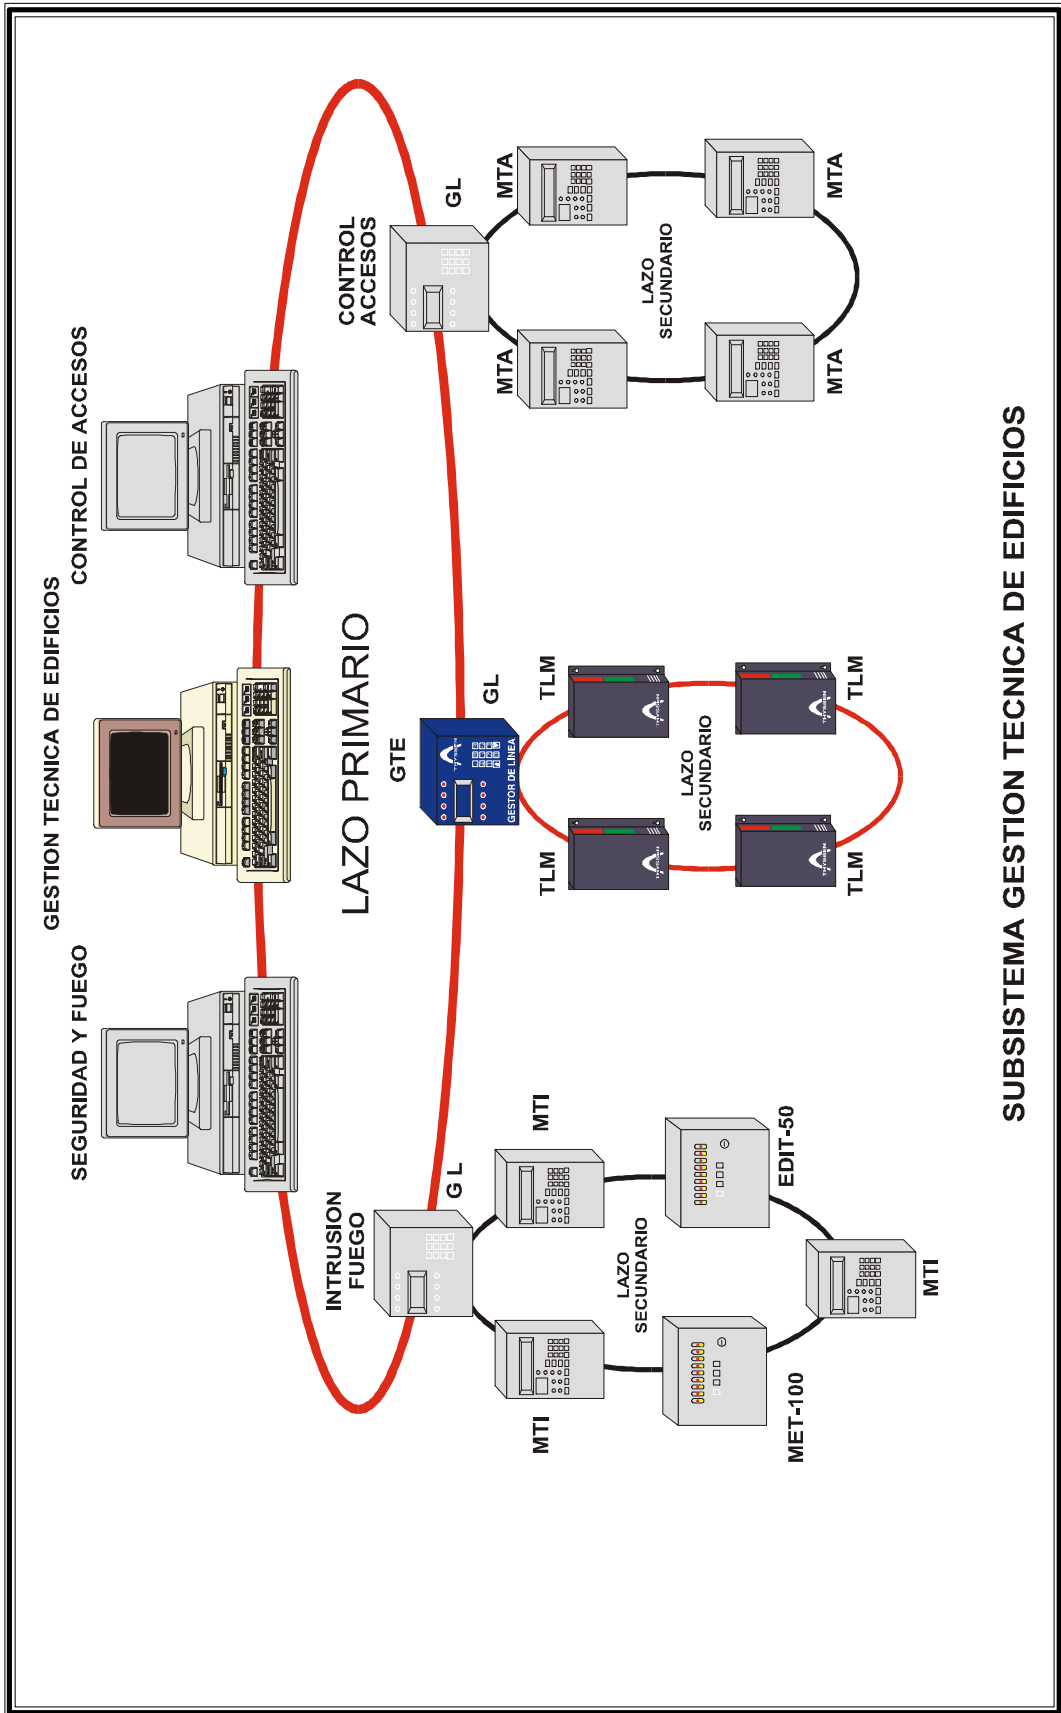 SEGURIDAD Y FUEGO
GESTION TECNICA DE EDIFICIOS
CONTROL DE ACCESOS
LAZO PRIMARIO
INTRUSION
FUEGO
G L
GTE
GL
CONTROL
ACCESOS
GL
GESTOR DE LÍNEA
MTI
MTI
LAZO
SECUNDARIO
MET-100
EDIT-50
MTI
TLM
TLM
LAZO
SECUNDARIO
TLM
TLM
MTA
MTA
LAZO
SECUNDARIO
MTA
MTA
SUBSISTEMA GESTION TECNICA DE EDIFICIOS